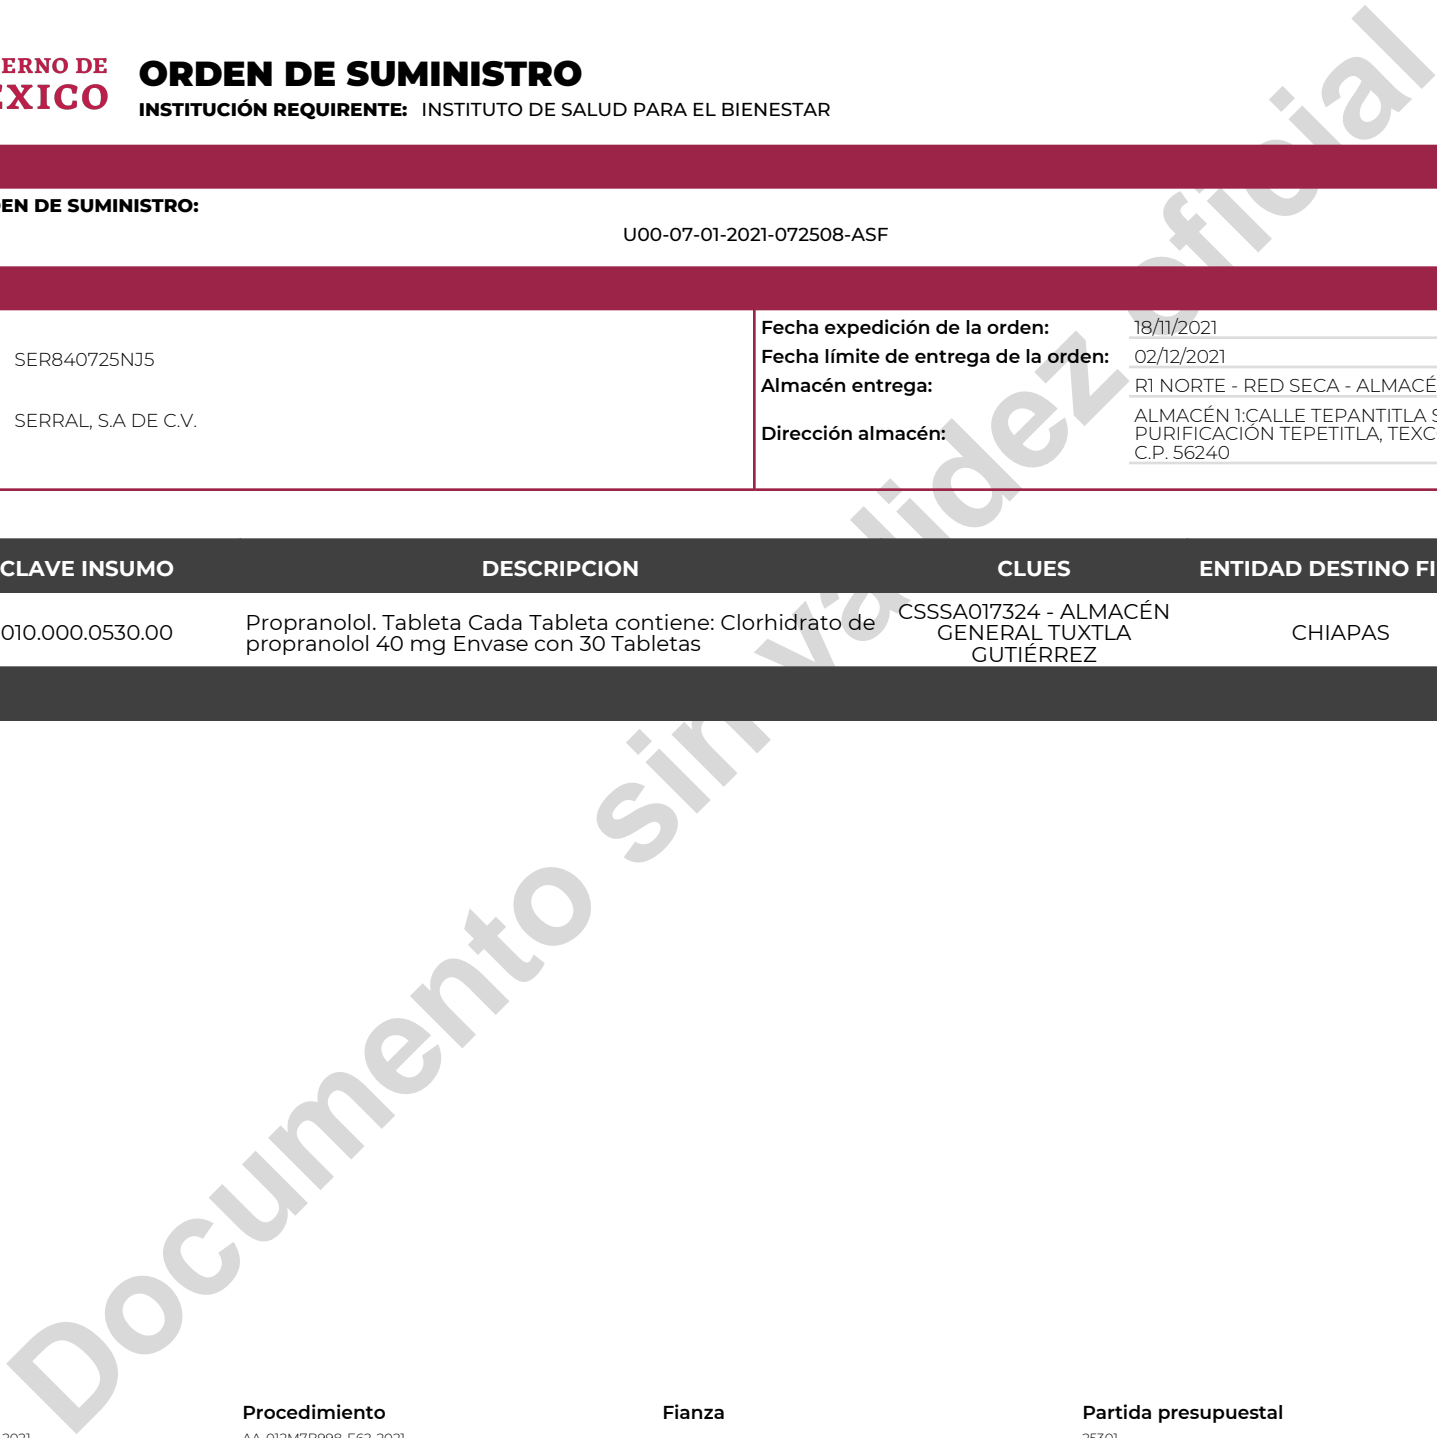 ERNO DE
ORDEN DE SUMINISTRO
INSTITUCIÓN REQUIRENTE: INSTITUTO DE SALUD PARA EL BIENESTAR
EN DE SUMINISTRO:
U00-07-01-2021-072508-ASF
SER840725NJ5
SERRAL, S.A DE C.V.
Fecha expedición de la orden: 18/11/2021
Fecha límite de entrega de la orden: 02/12/2021
Almacén entrega: R1 NORTE - RED SECA - ALMACÉ
Dirección almacén: ALMACÉN 1:CALLE TEPANTITLA S
PURIFICACIÓN TEPETITLA, TEXC
C.P. 56240
CLAVE INSUMO DESCRIPCION CLUES ENTIDAD DESTINO FI
010.000.0530.00
Propranolol. Tableta Cada Tableta contiene: Clorhidrato de
propranolol 40 mg Envase con 30 Tabletas
CSSSA017324 - ALMACÉN
GENERAL TUXTLA
GUTIÉRREZ
CHIAPAS
Documento sin validez oficial
Procedimiento Fianza Partida presupuestal